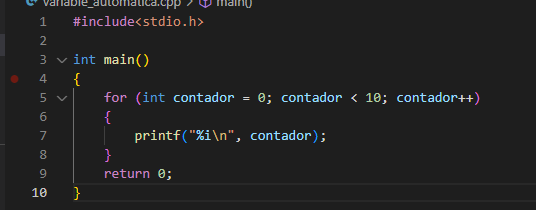 variable_automatica.cpp > main()
1 #include<stdio.h>
2
3 int main()
4 {
5 for (int contador = 0; contador < 10; contador++)
6 {
7 printf("%i\n", contador);
8 }
9 return 0;
10 }